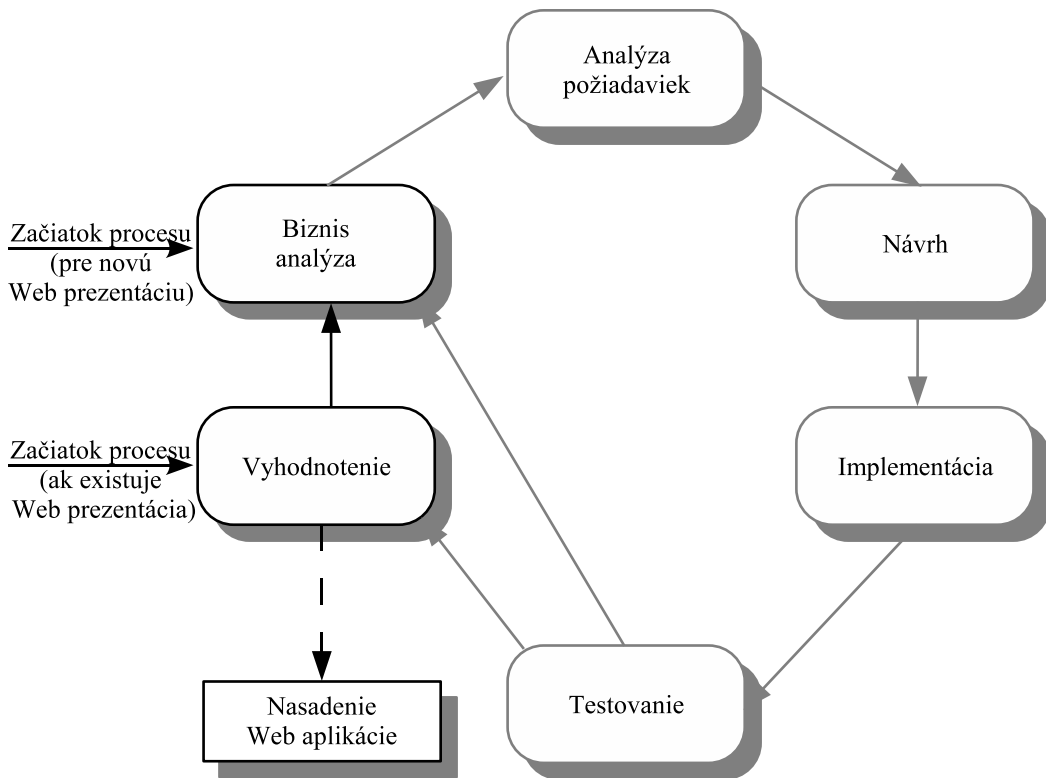 Analýza
požiadaviek
Začiatok procesu
(pre novú
Web prezentáciu)
Biznis
analýza
Návrh
Začiatok procesu
(ak existuje
Web prezentácia)
Vyhodnotenie
Implementácia
Nasadenie
Web aplikácie
Testovanie